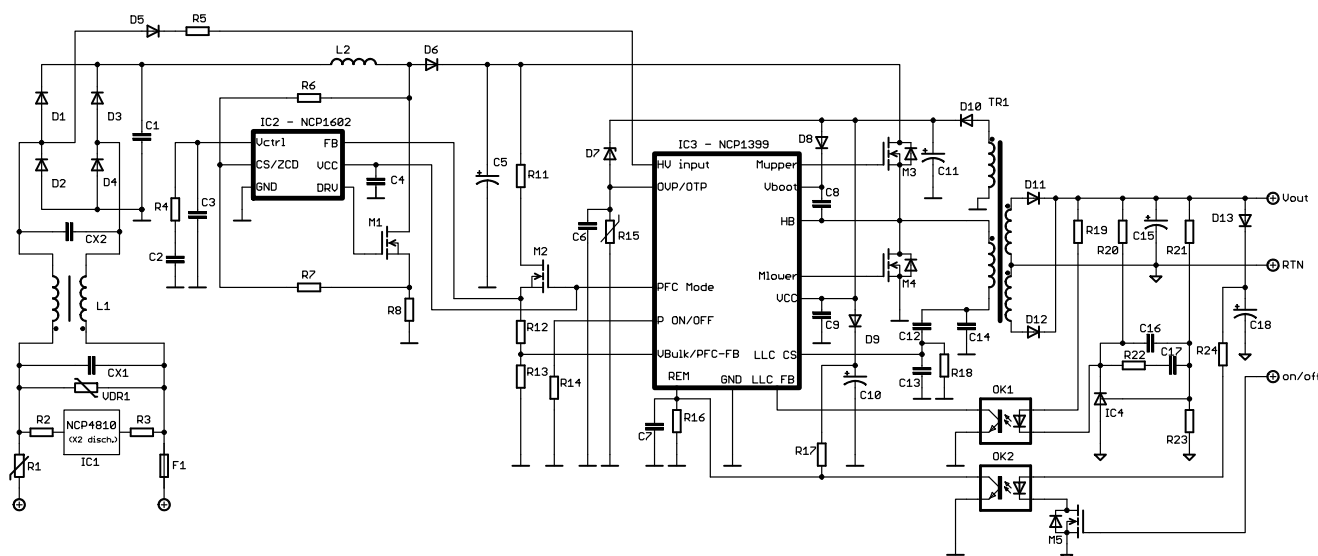 D5
R5
L2
D6
R6
D1
D3
C1
D2
D4
IC2 - NCP1602
Vctrl
FB
CS/ZCD
VCC
GND
DRV
C4
R4
C3
C2
M1
R7
R8
CX2
L1
CX1
VDR1
R2
NCP4810
(X2 disch.)
R3
IC1
R1
F1
C5
R11
M2
R12
R13
R14
D7
C6
R15
IC3 - NCP1399
HV input
Mupper
OVP/OTP
Vboot
HB
Mlower
PFC Mode
VCC
P ON/OFF
VBulk/PFC-FB
LLC CS
REM
GND
LLC FB
C7
R16
D8
C8
M3
C11
D10
TR1
M4
C9
D9
C12
C14
C13
R18
C10
R17
D11
D12
OK1
OK2
M5
R19
R20
C15
R21
D13
C16
R22
C17
R24
C18
IC4
R23
Vout
RTN
on/off